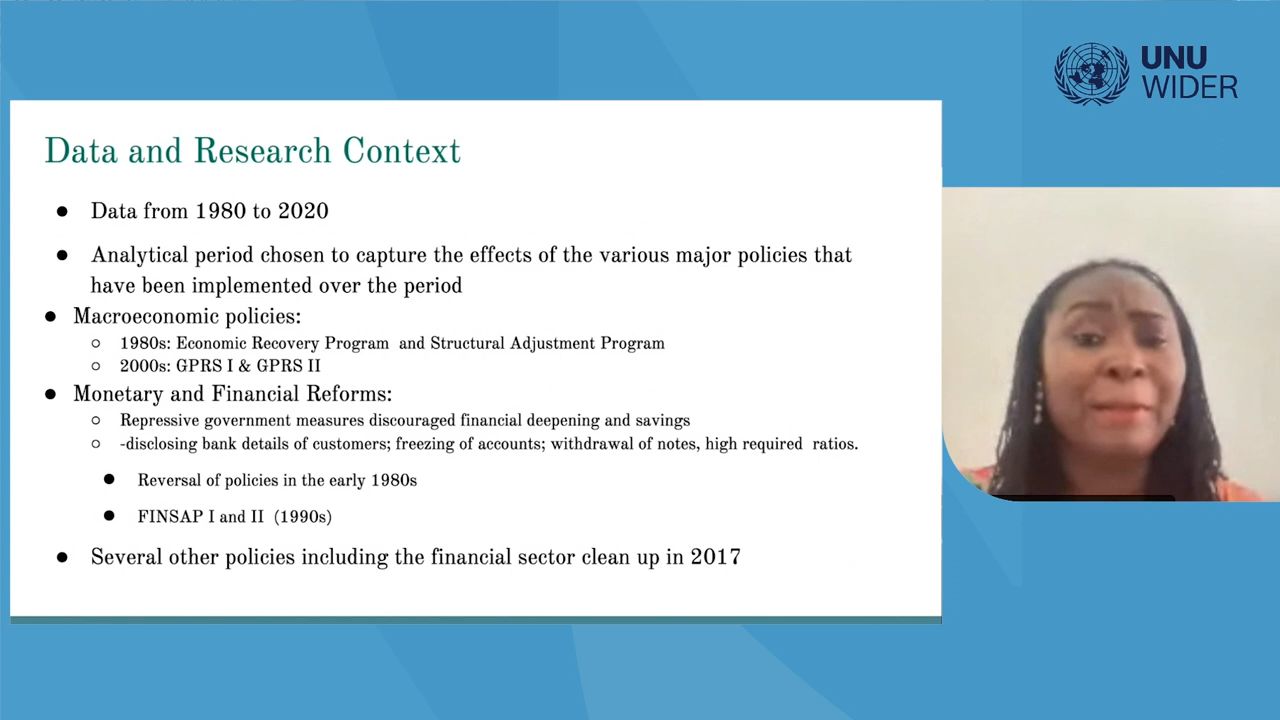 UNU
WIDER
Data and Research Context
● Data from 1980 to 2020
● Analytical period chosen to capture the effects of the various major policies that
have been implemented over the period
● Macroeconomic policies:
○ 1980s: Economic Recovery Program and Structural Adjustment Program
○ 2000s: GPRS I & GPRS II
● Monetary and Financial Reforms:
○ Repressive government measures discouraged financial deepening and savings
○ -disclosing bank details of customers; freezing of accounts; withdrawal of notes, high required ratios.
● Reversal of policies in the early 1980s
● FINSAP I and II (1990s)
● Several other policies including the financial sector clean up in 2017